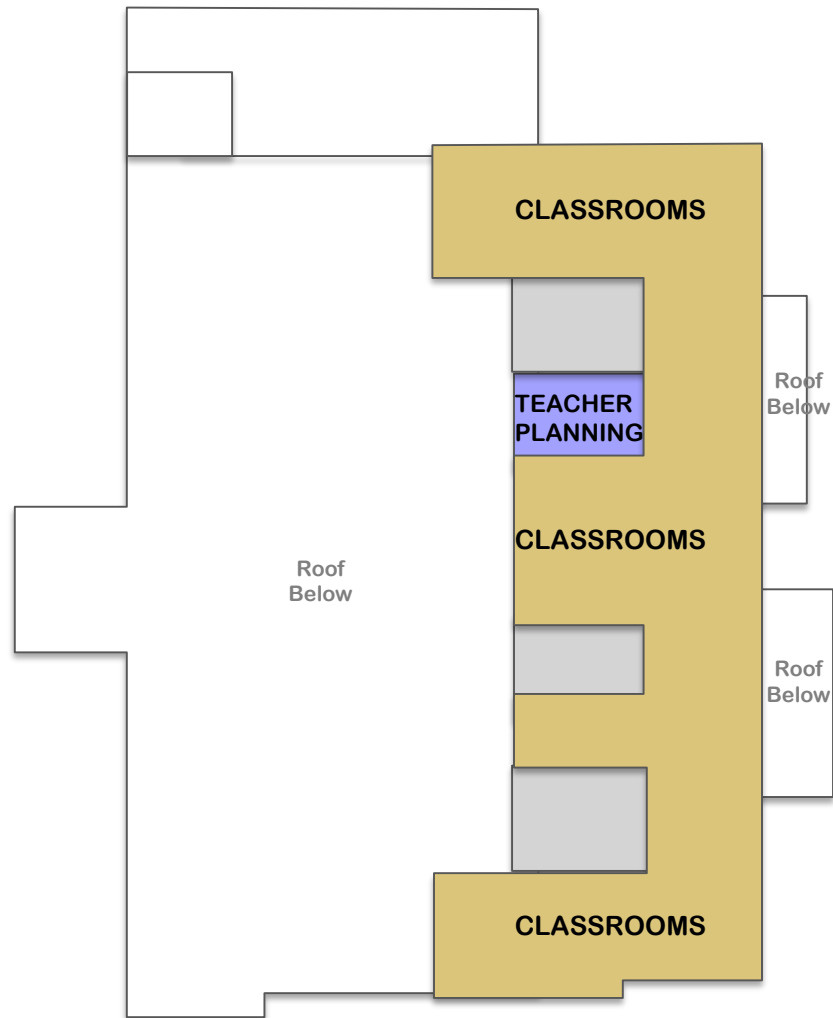 CLASSROOMS
Roof
Below
TEACHER
PLANNING
CLASSROOMS
Roof
Below
Roof
Below
CLASSROOMS